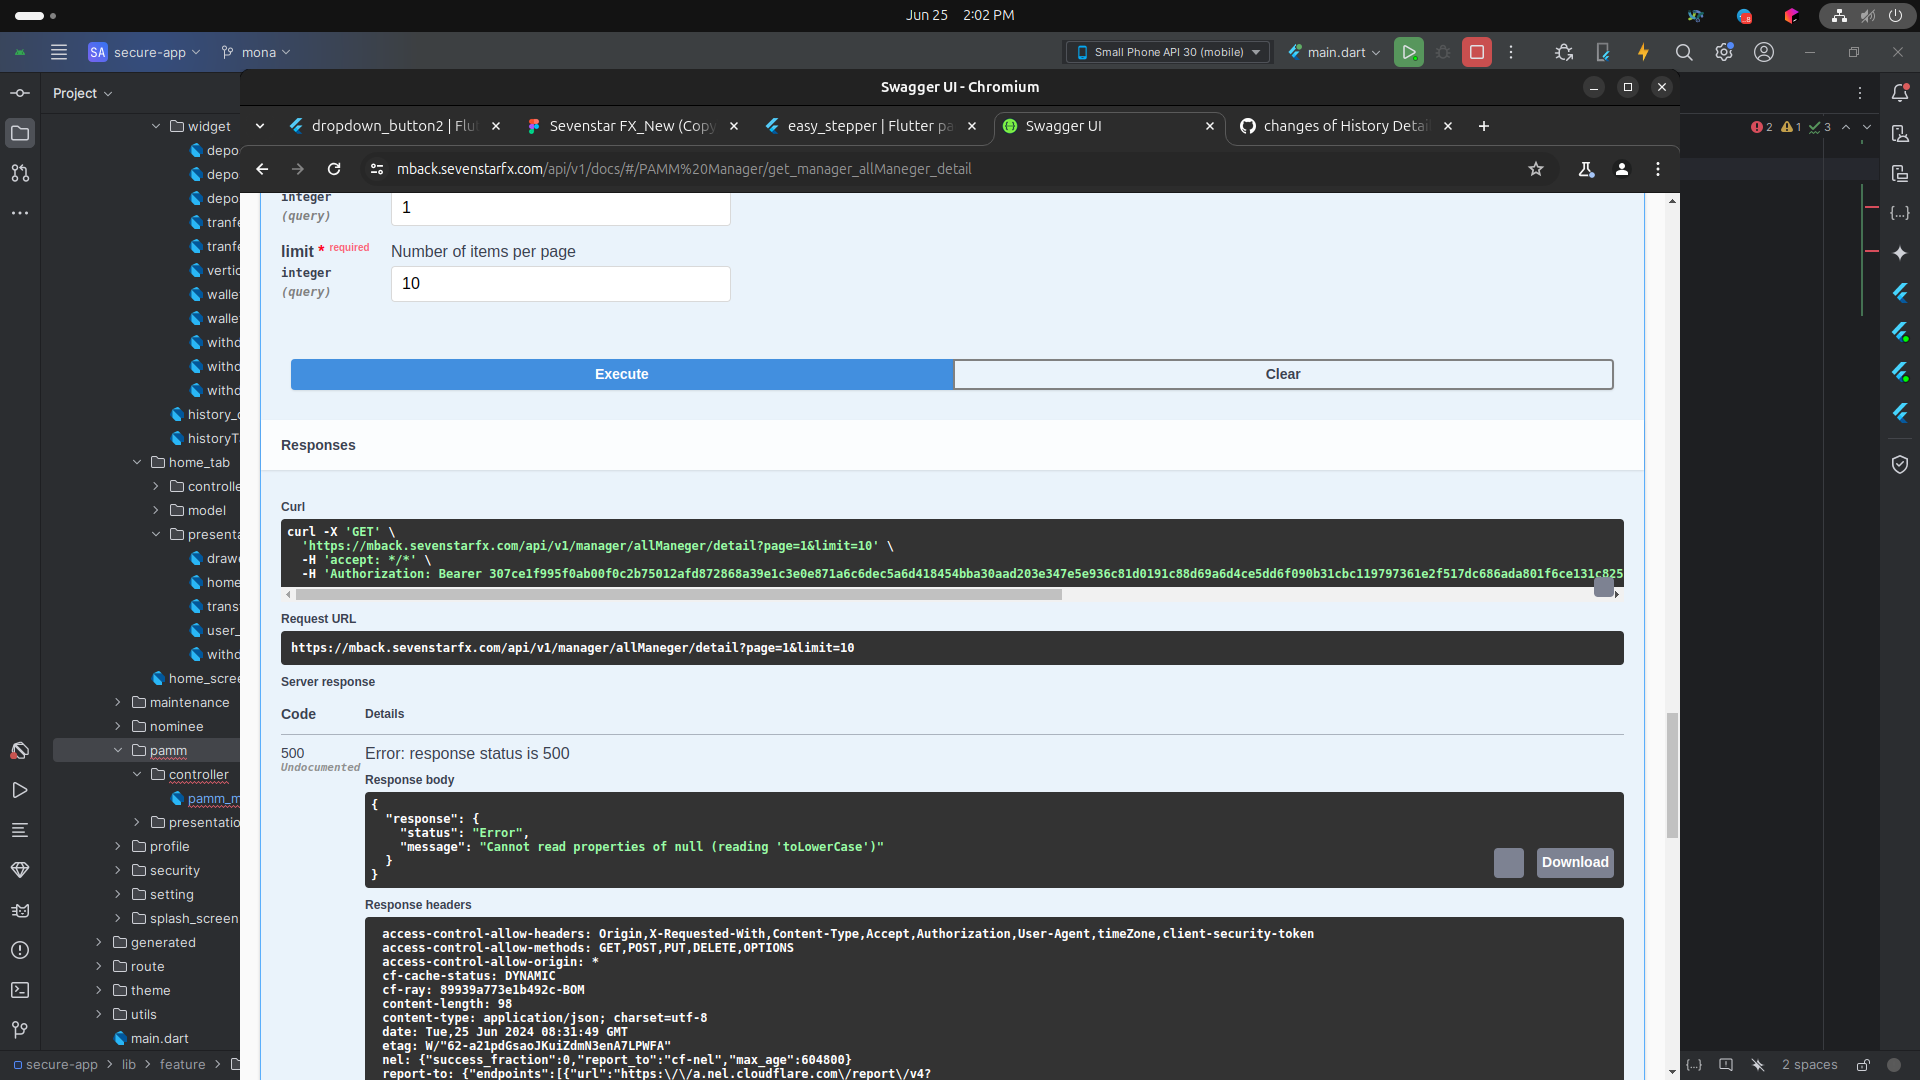 Jun 25 2:02 PM
SA secure-app mona
Small Phone API 30 (mobile) main.dart
Project
Swagger UI - Chromium
dropdown_button2 | Flu
Sevenstar FX_New (Copy
easy_stepper | Flutter pa
Swagger UI
changes of History Detail
mback.sevenstarfx.com/api/v1/docs/#/PAMM%20Manager/get_manager_allManeger_detail
2 1 3
widget
depo
depo
depo
tranfe
tranfe
vertic
walle
walle
withd
withd
withd
history_
historyT
home_tab
controlle
model
presenta
draw
home
trans
user_
withd
home_scree
maintenance
nominee
pamm
controller
pamm_m
presentatio
profile
security
setting
splash_screen
generated
route
theme
utils
main.dart
integer
(query)
1
limit * required
integer
(query)
Number of items per page
10
Execute
Clear
Responses
Curl
curl -X 'GET' \
'https://mback.sevenstarfx.com/api/v1/manager/allManeger/detail?page=1&limit=10' \
-H 'accept: */*' \
-H 'Authorization: Bearer 307ce1f995f0ab00f0c2b75012afd872868a39e1c3e0e871a6c6dec5a6d418454bba30aad203e347e5e936c81d0191c88d69a6d4ce5dd6f090b31cbc119797361e2f517dc686ada801f6ce131c825
Request URL
https://mback.sevenstarfx.com/api/v1/manager/allManeger/detail?page=1&limit=10
Server response
Code Details
500
Undocumented
Error: response status is 500
Response body
{
"response": {
"status": "Error",
"message": "Cannot read properties of null (reading 'toLowerCase')"
}
}
Download
Response headers
access-control-allow-headers: Origin,X-Requested-With,Content-Type,Accept,Authorization,User-Agent,timeZone,client-security-token
access-control-allow-methods: GET,POST,PUT,DELETE,OPTIONS
access-control-allow-origin: *
cf-cache-status: DYNAMIC
cf-ray: 89939a773e1b492c-BOM
content-length: 98
content-type: application/json; charset=utf-8
date: Tue,25 Jun 2024 08:31:49 GMT
etag: W/"62-a21pdGsaoJKuiZdmN3enA7LPWFA"
nel: {"success_fraction":0,"report_to":"cf-nel","max_age":604800}
report-to: {"endpoints":[{"url":"https:\/\/a.nel.cloudflare.com\/report\/v4?
secure-app lib feature
2 spaces